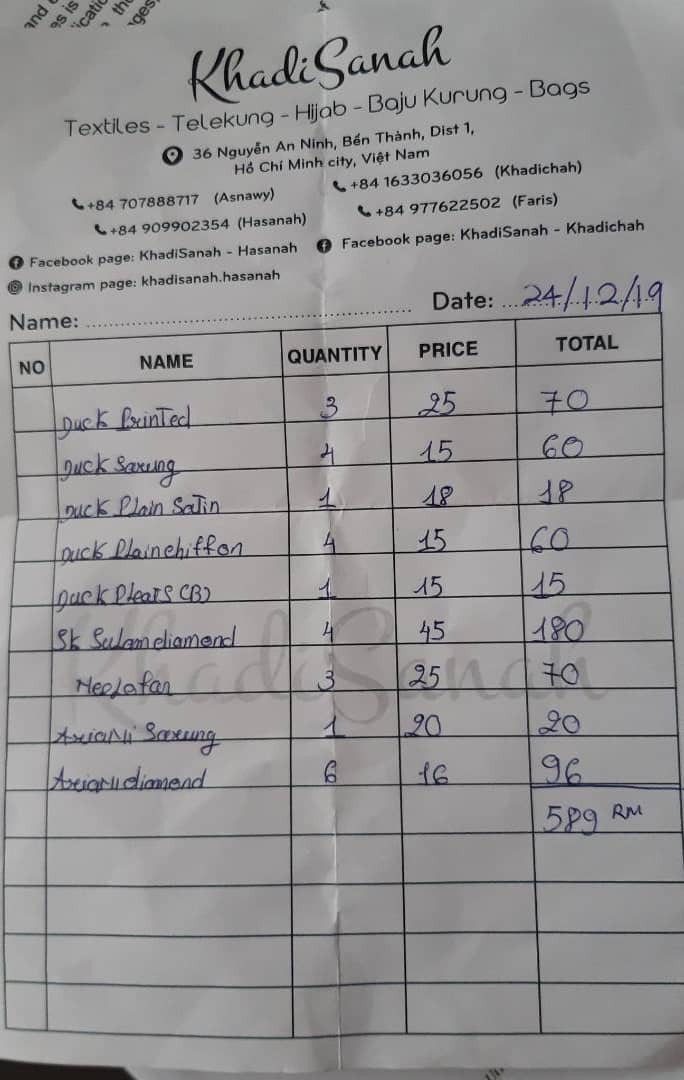 KhadiSanah
Textiles - Telekung - Hijab - Baju Kurung - Bags
36 Nguyễn An Ninh, Bến Thành, Dist 1,
Hồ Chí Minh city, Việt Nam
+84 707888717 (Asnawy) +84 1633036056 (Khadichah)
+84 909902354 (Hasanah) +84 977622502 (Faris)
Facebook page: KhadiSanah - Hasanah Facebook page: KhadiSanah - Khadichah
Instagram page: khadisanah.hasanah
Name: Date: 24/12/19
NO NAME QUANTITY PRICE TOTAL
Duck Printed 3 25 70
Duck Sarung 4 15 60
Duck Plain Satin 1 18 18
Duck Plainchiffon 4 15 60
Duck Pleats (B) 1 15 15
Sk Sulamdiamond 4 45 180
Neelofar 3 25 70
Sarung 1 20 20
diamond 6 16 96
589 RM
KhadiSanah